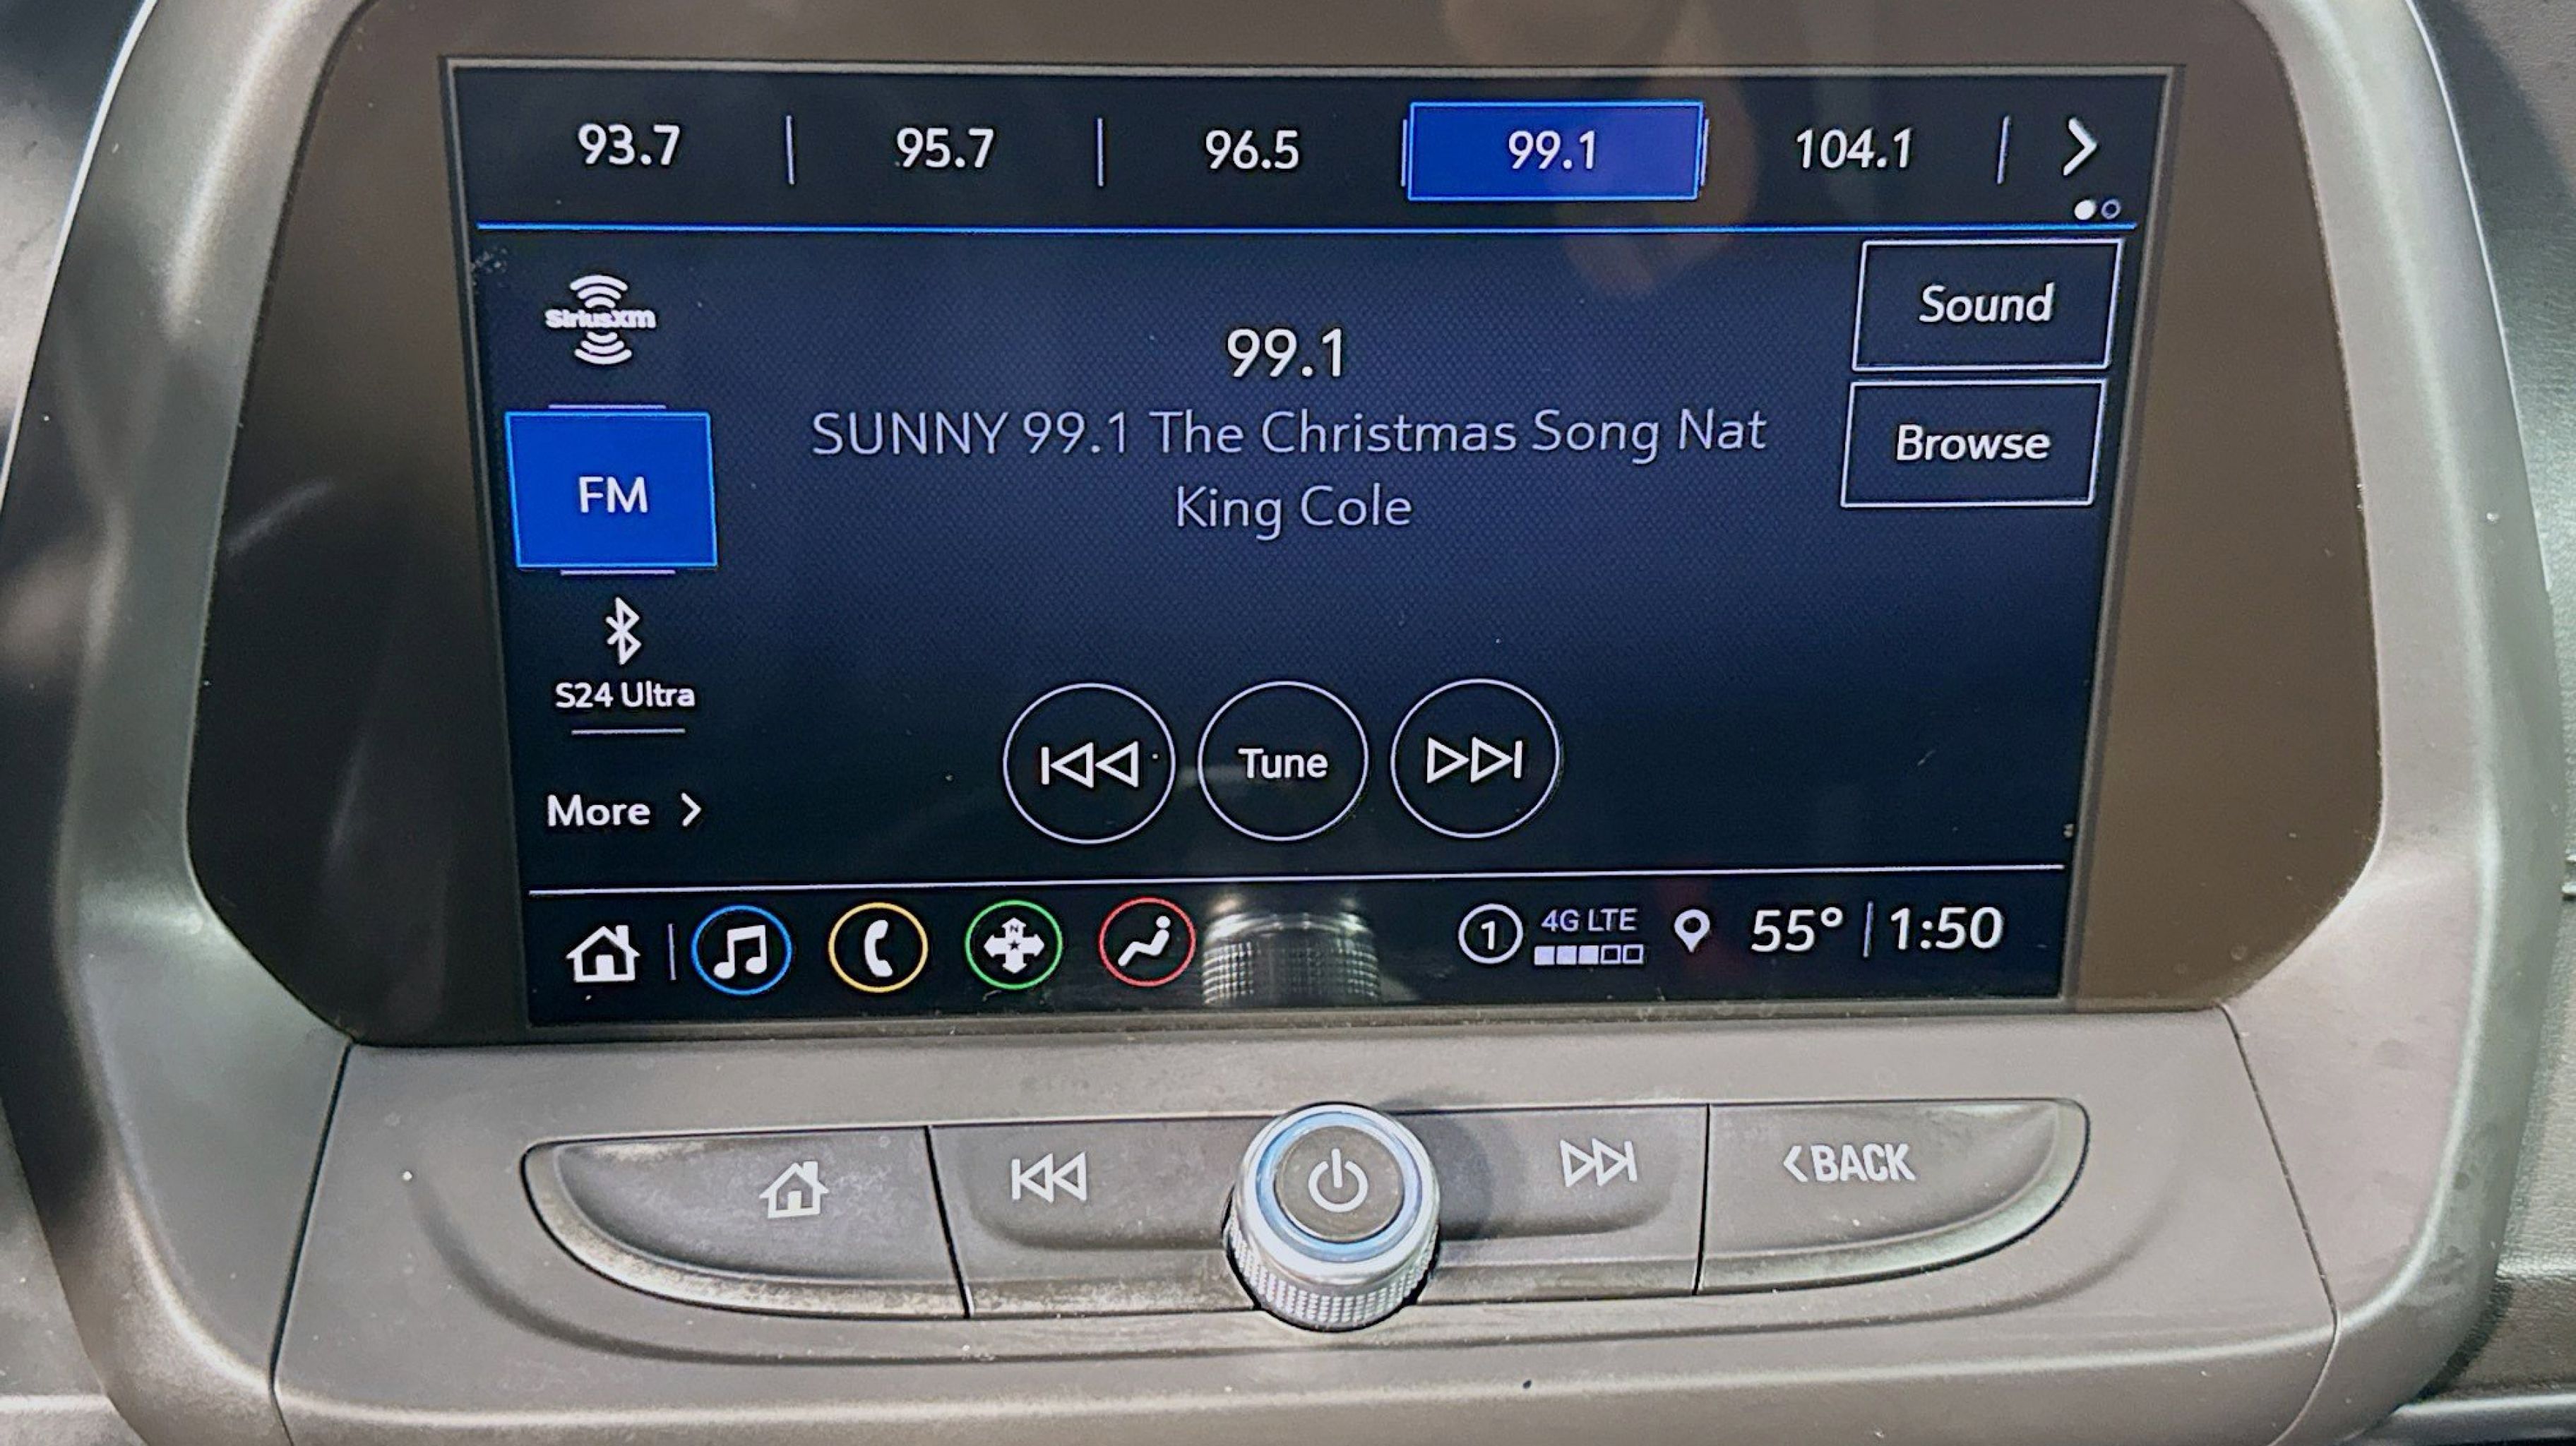 93.7 95.7 96.5 99.1 104.1
SiriusXm
Sound
99.1
SUNNY 99.1 The Christmas Song Nat
King Cole
Browse
FM
S24 Ultra
Tune
More
N
1 4G LTE 55° 1:50
BACK